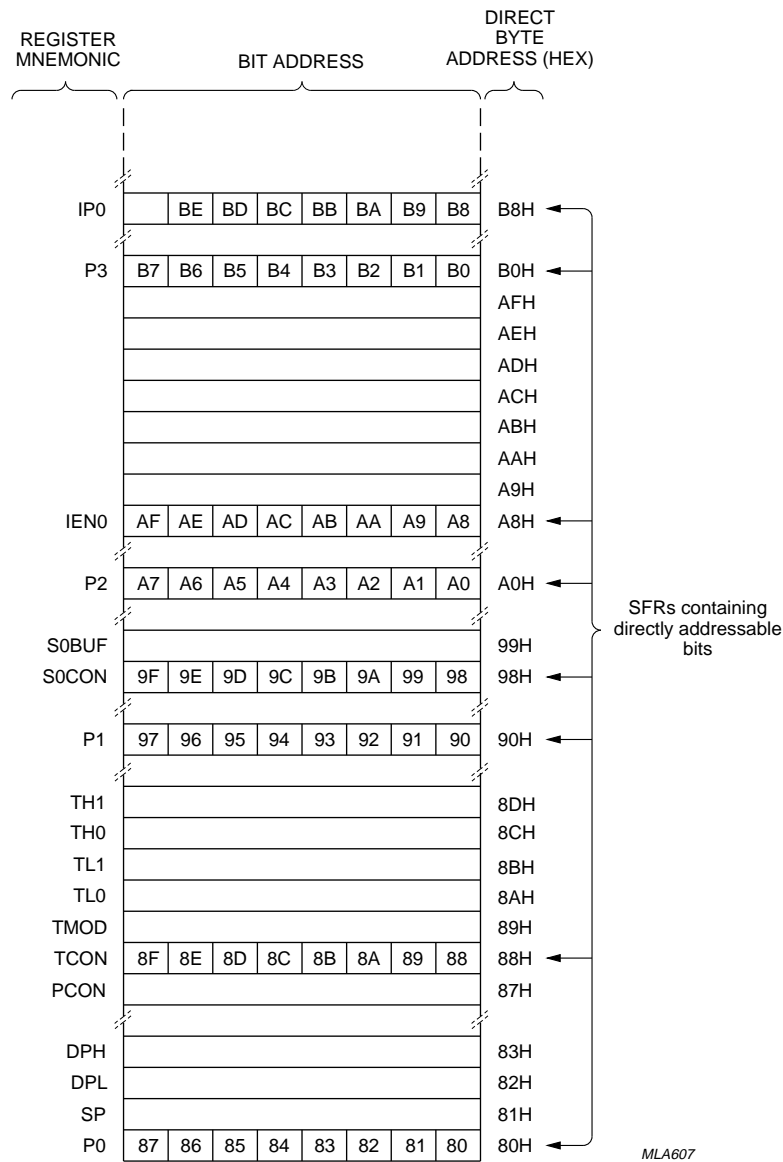 REGISTER
MNEMONIC
BIT ADDRESS
DIRECT
BYTE
ADDRESS (HEX)
IP0 BE BD BC BB BA B9 B8 B8H
P3 B7 B6 B5 B4 B3 B2 B1 B0 B0H
AFH
AEH
ADH
ACH
ABH
AAH
A9H
IEN0 AF AE AD AC AB AA A9 A8 A8H
P2 A7 A6 A5 A4 A3 A2 A1 A0 A0H
SFRs containing
directly addressable
bits
S0BUF 99H
S0CON 9F 9E 9D 9C 9B 9A 99 98 98H
P1 97 96 95 94 93 92 91 90 90H
TH1 8DH
TH0 8CH
TL1 8BH
TL0 8AH
TMOD 89H
TCON 8F 8E 8D 8C 8B 8A 89 88 88H
PCON 87H
DPH 83H
DPL 82H
SP 81H
P0 87 86 85 84 83 82 81 80 80H
MLA607